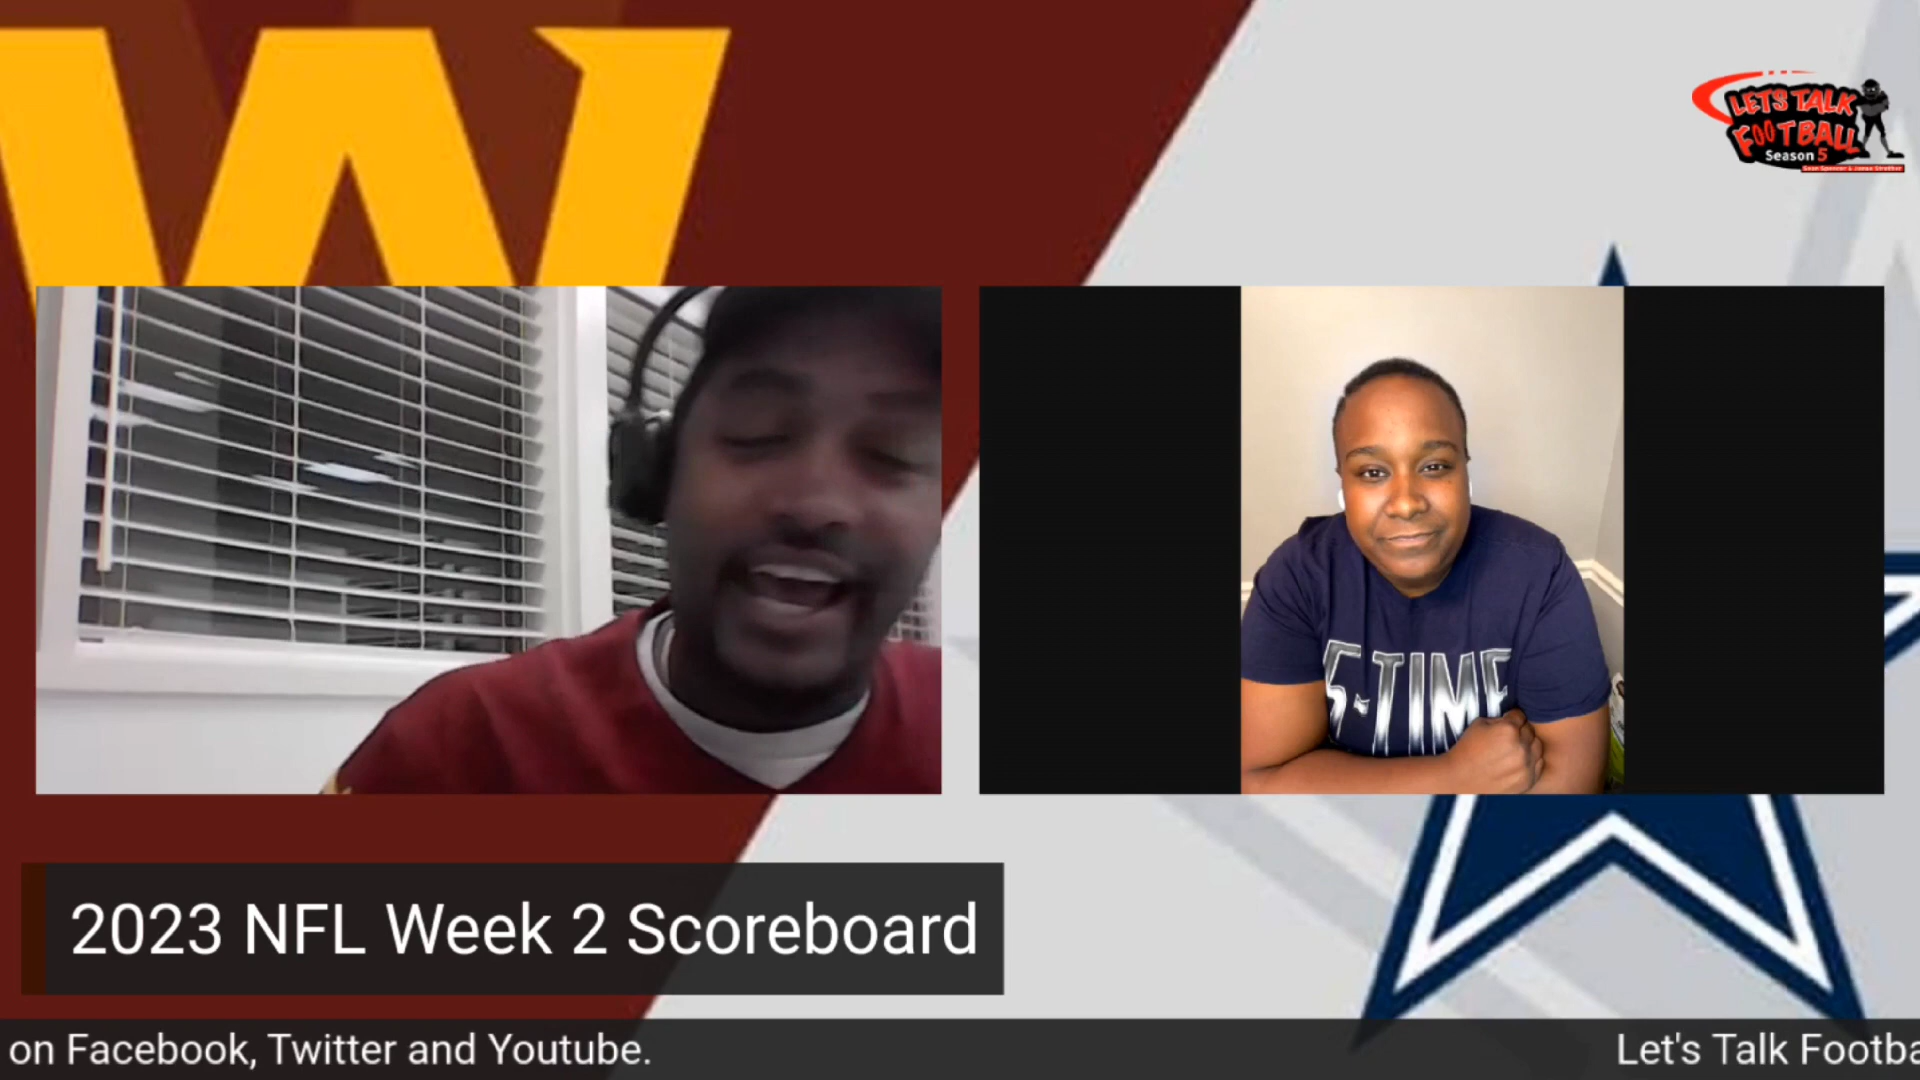 LETS TALK
FOOTBALL
Season 5
5-TIME
2023 NFL Week 2 Scoreboard
on Facebook, Twitter and Youtube.
Let's Talk Footba